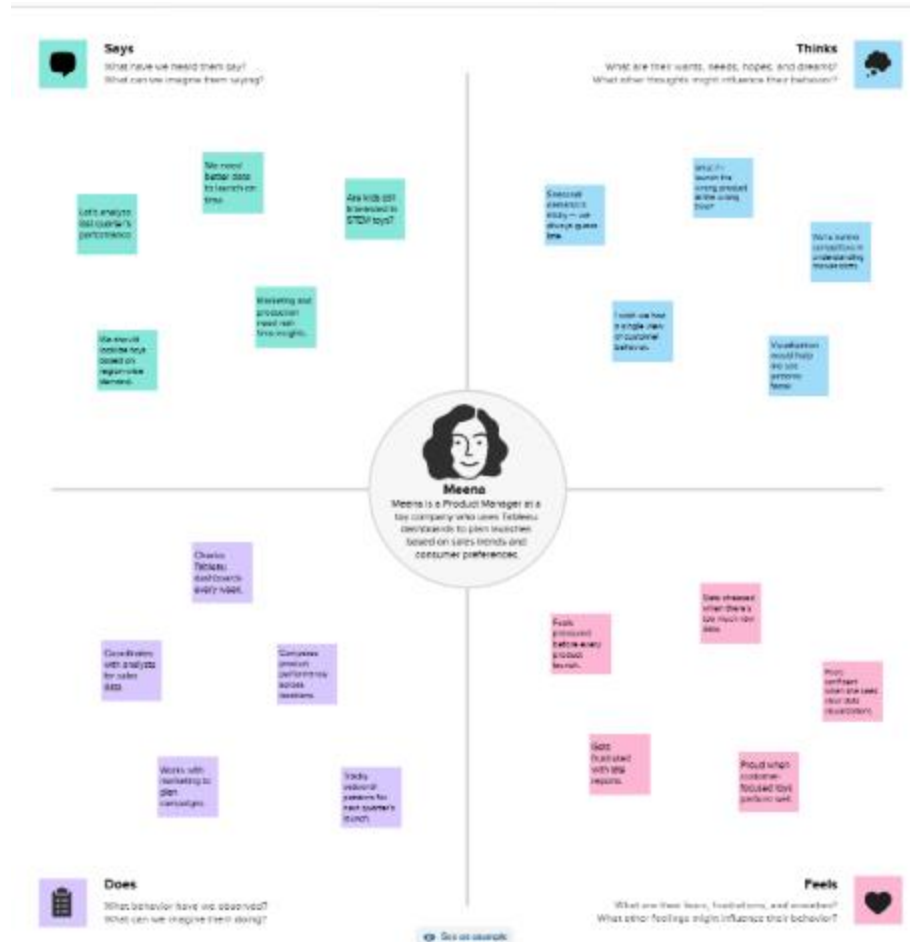 Says
What have we heard them say?
What can we imagine them saying?
Thinks
What are their wants, needs, hopes, and dreams?
What other thoughts might influence their behavior?
We need
better data
to launch on
time.
Let's analyze
last quarter's
performance
Are kids still
interested in
STEM toys?
Marketing and
production
need real-
time insights.
We should
localize toys
based on
region-wise
demand.
Seasonal
demand is
always guess
time.
What if I
launch the
wrong product
at the wrong
time?
competitors in
understanding
I wish we had
a single view
of customer
behavior.
Visualization
would help
me see
patterns
faster.
Meena
Meena is a Product Manager at a
toy company who uses Tableau
dashboards to plan launches
based on sales trends and
consumer preferences.
Checks
Tableau
dashboards
every week.
Coordinates
with analysts
for sales
data.
Compares
product
performance
across
locations.
Works with
marketing to
plan
campaigns.
Tracks
seasonal
patterns for
next quarter's
launch.
Feels
pressured
before every
product
launch.
Gets stressed
when there's
too much raw
data.
Feels
confident
when she sees
clear data
visualizations.
Gets
frustrated
with late
reports.
Proud when
customer-
focused toys
perform well.
Does
What behavior have we observed?
What can we imagine them doing?
Feels
What are their fears, frustrations, and anxieties?
What other feelings might influence their behavior?
See an example